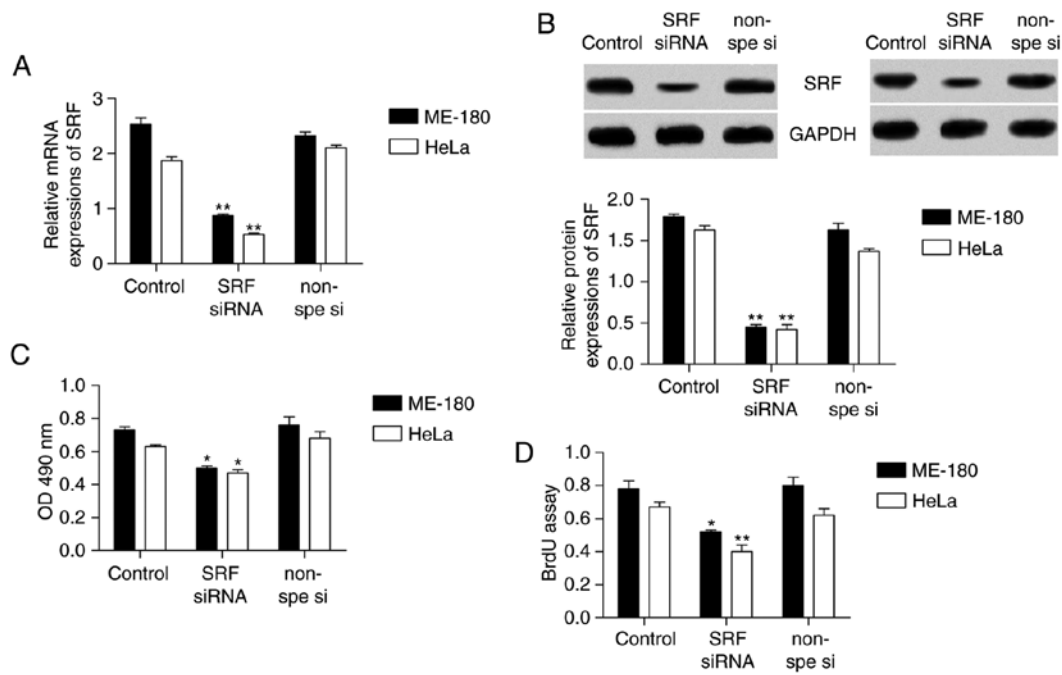 A
Relative mRNA
expressions of SRF
3
2
1
0
** **
Control SRF non-
siRNA spe si
ME-180
HeLa
B
Control SRF non-
siRNA spe si
Control SRF non-
siRNA spe si
SRF
GAPDH
Relative protein
expressions of SRF
2.0
1.5
1.0
0.5
0.0
** **
Control SRF non-
siRNA spe si
ME-180
HeLa
C
OD 490 nm
1.0
0.8
0.6
0.4
0.2
0.0
* *
Control SRF non-
siRNA spe si
ME-180
HeLa
D
BrdU assay
1.0
0.8
0.6
0.4
0.2
0.0
* **
Control SRF non-
siRNA spe si
ME-180
HeLa